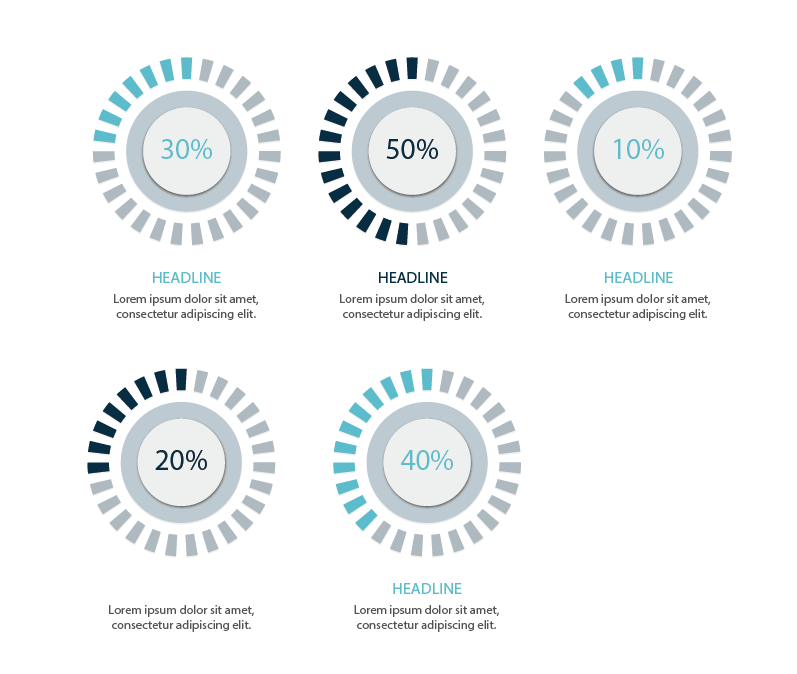 30%
50%
10%
HEADLINE
Lorem ipsum dolor sit amet,
consectetur adipiscing elit.
HEADLINE
Lorem ipsum dolor sit amet,
consectetur adipiscing elit.
HEADLINE
Lorem ipsum dolor sit amet,
consectetur adipiscing elit.
20%
40%
Lorem ipsum dolor sit amet,
consectetur adipiscing elit.
HEADLINE
Lorem ipsum dolor sit amet,
consectetur adipiscing elit.